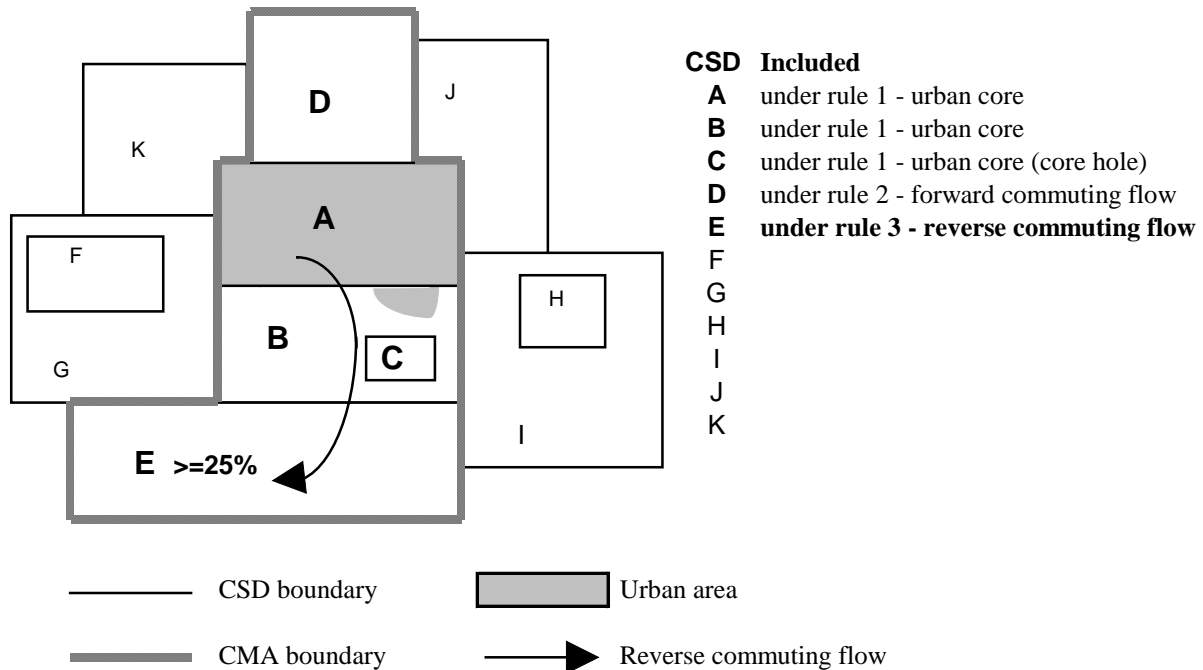 CSD Included
A under rule 1 - urban core
B under rule 1 - urban core
C under rule 1 - urban core (core hole)
D under rule 2 - forward commuting flow
E under rule 3 - reverse commuting flow
F
G
H
I
J
K
D
J
K
A
F
H
B
C
G
I
E >=25%
CSD boundary
Urban area
CMA boundary
Reverse commuting flow